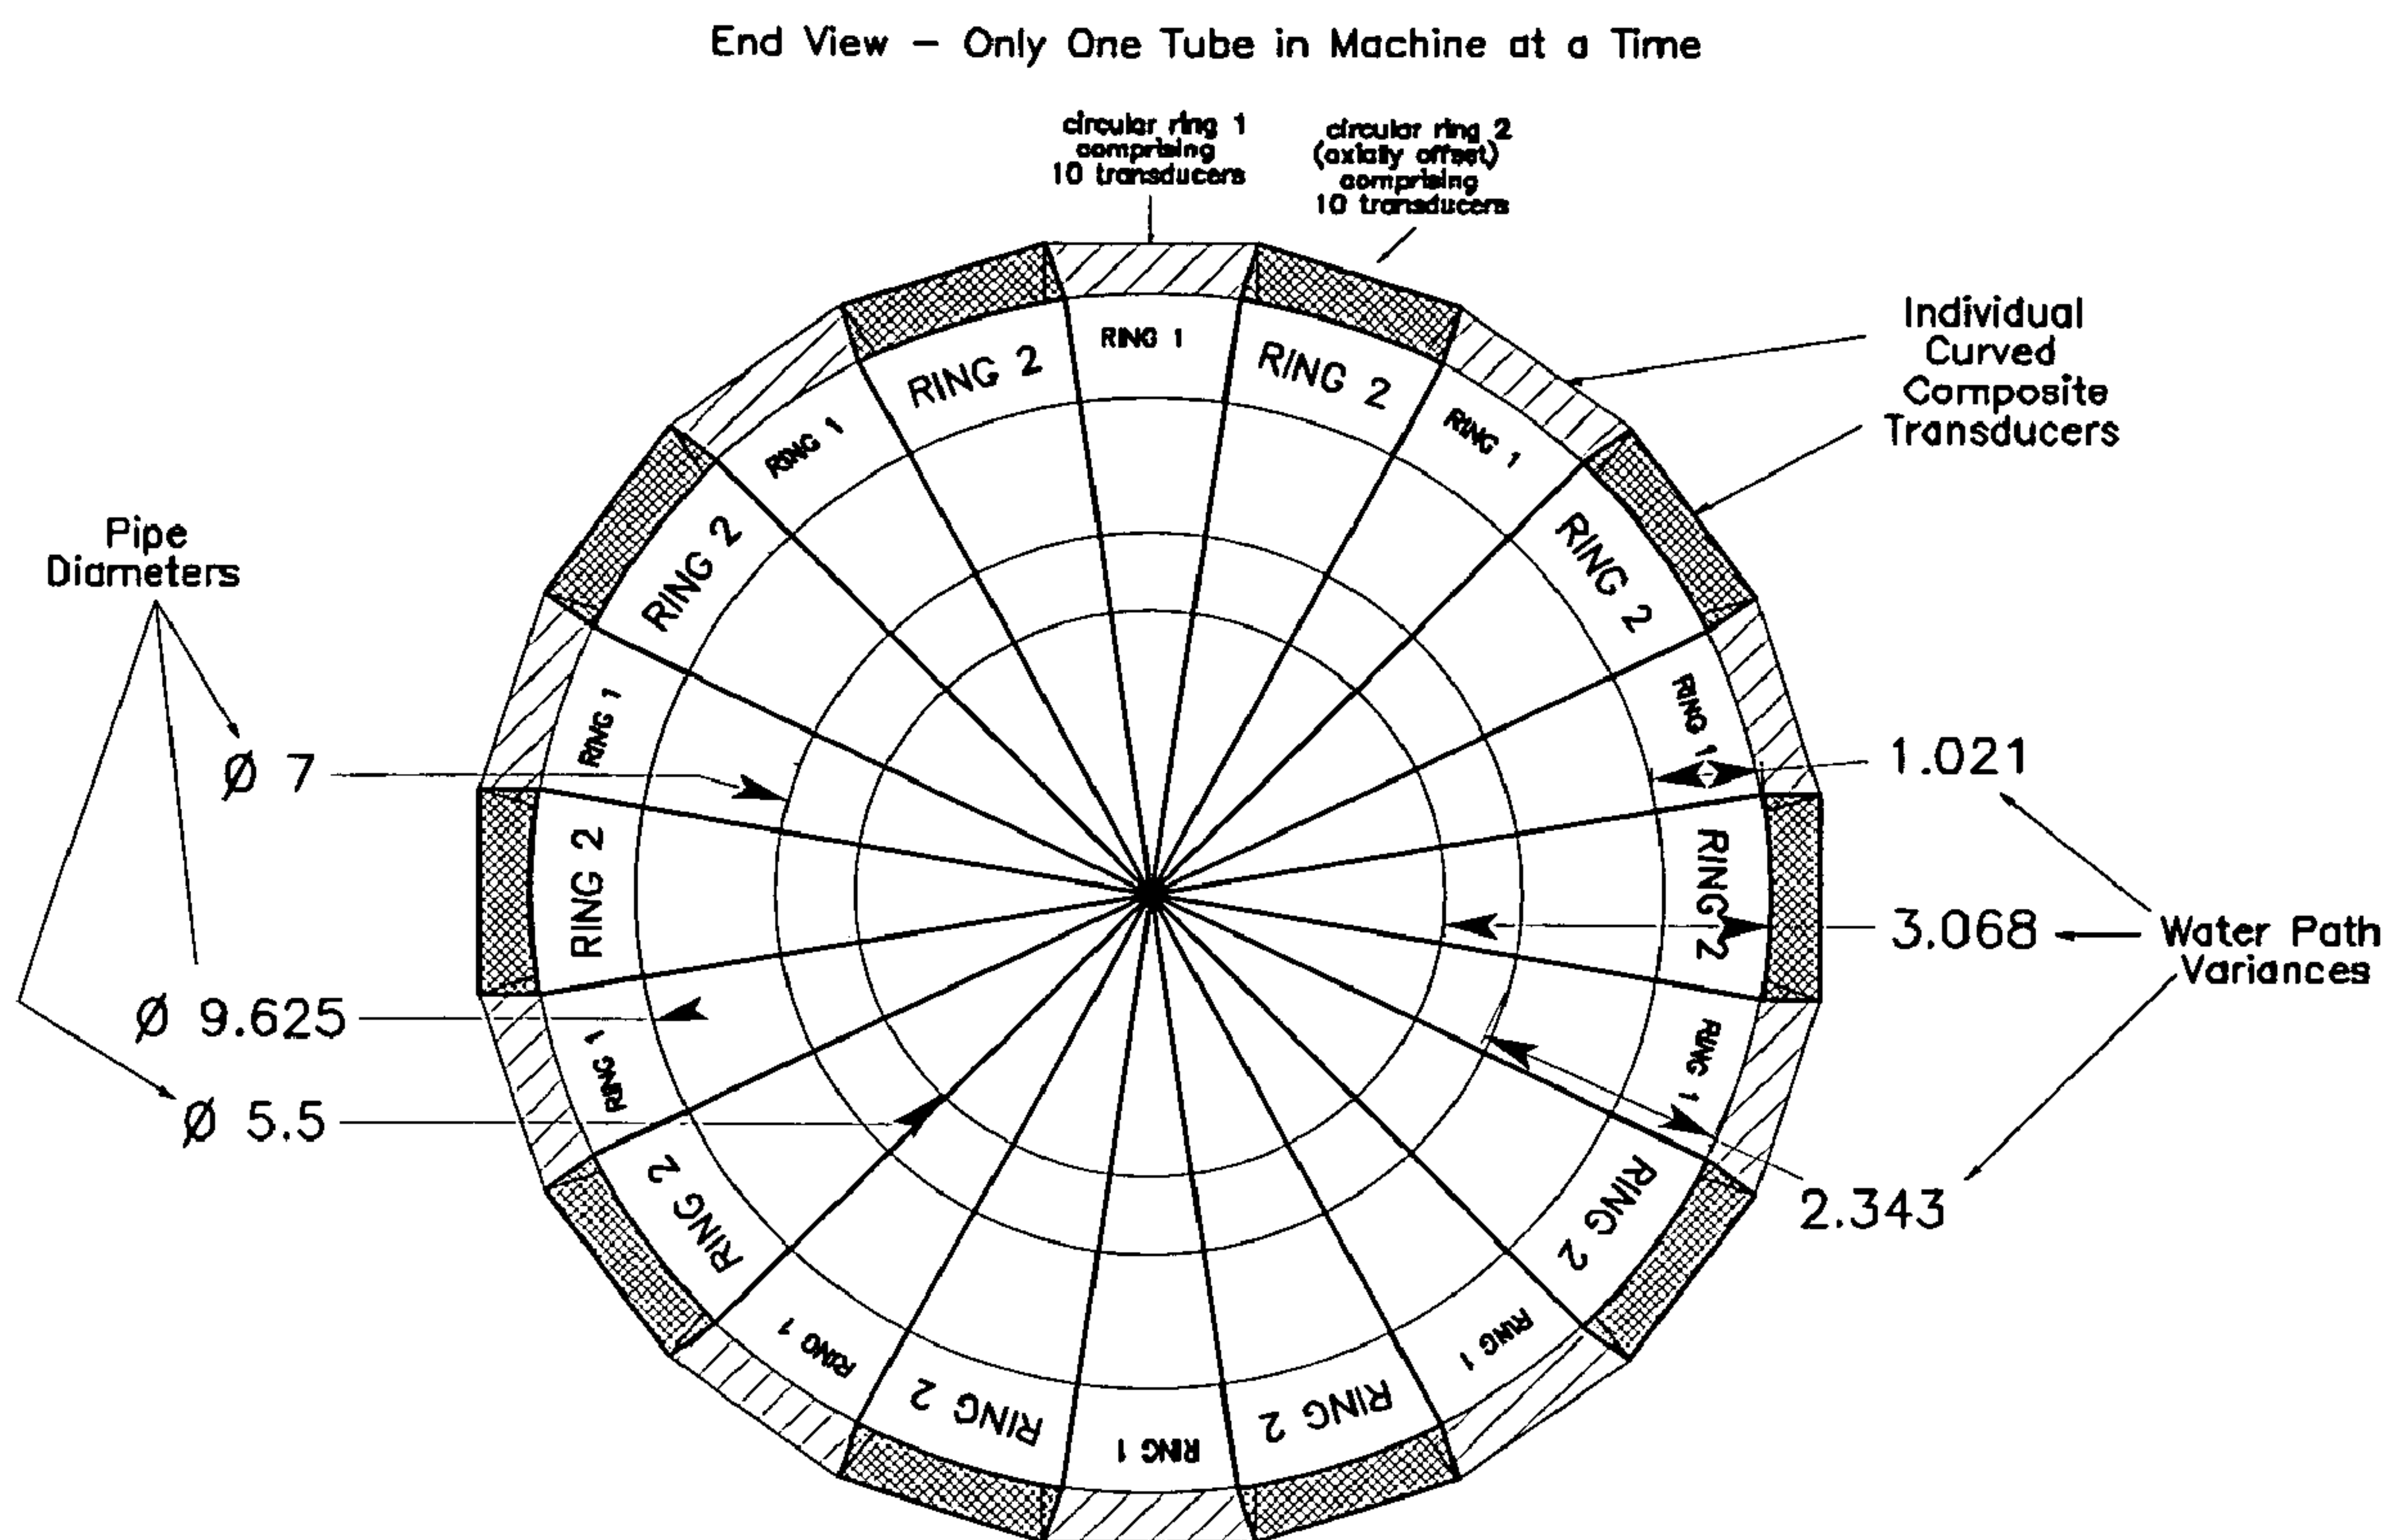 End View – Only One Tube in Machine at a Time
circular ring 1
comprising
10 transducers
circular ring 2
(axially offset)
comprising
10 transducers
Individual
Curved
Composite
Transducers
Pipe
Diameters
RING 1
RING 2
RING 1
RING 2
RING 1
RING 2
RING 1
RING 2
RING 1
RING 2
RING 1
RING 2
RING 1
RING 2
RING 1
RING 2
RING 1
RING 2
RING 1
RING 2
Ø 7
Ø 9.625
Ø 5.5
1.021
3.068
2.343
Water Path
Variances